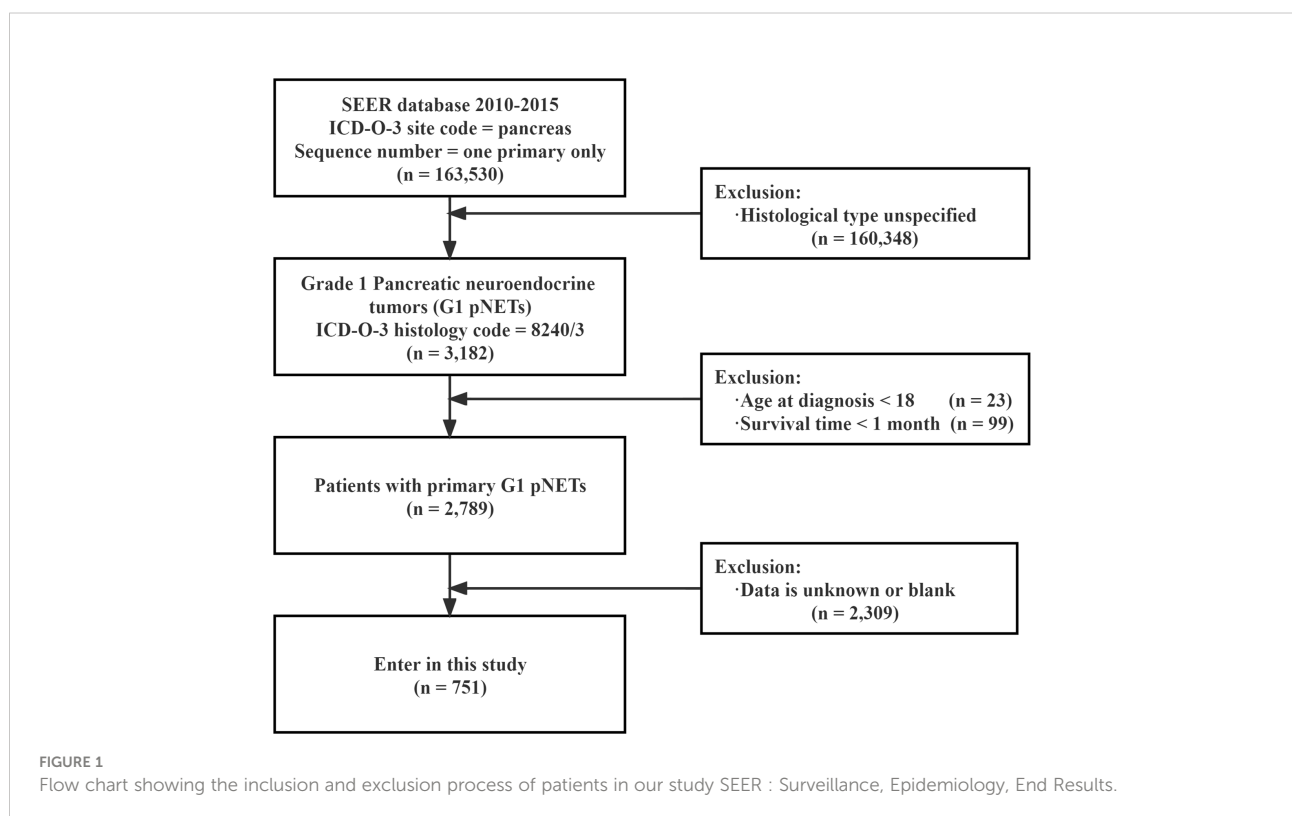 SEER database 2010-2015
ICD-O-3 site code = pancreas
Sequence number = one primary only
(n = 163,530)
Exclusion:
·Histological type unspecified
(n = 160,348)
Grade 1 Pancreatic neuroendocrine
tumors (G1 pNETs)
ICD-O-3 histology code = 8240/3
(n = 3,182)
Exclusion:
·Age at diagnosis < 18 (n = 23)
·Survival time < 1 month (n = 99)
Patients with primary G1 pNETs
(n = 2,789)
Exclusion:
·Data is unknown or blank
(n = 2,309)
Enter in this study
(n = 751)
FIGURE 1
Flow chart showing the inclusion and exclusion process of patients in our study SEER : Surveillance, Epidemiology, End Results.